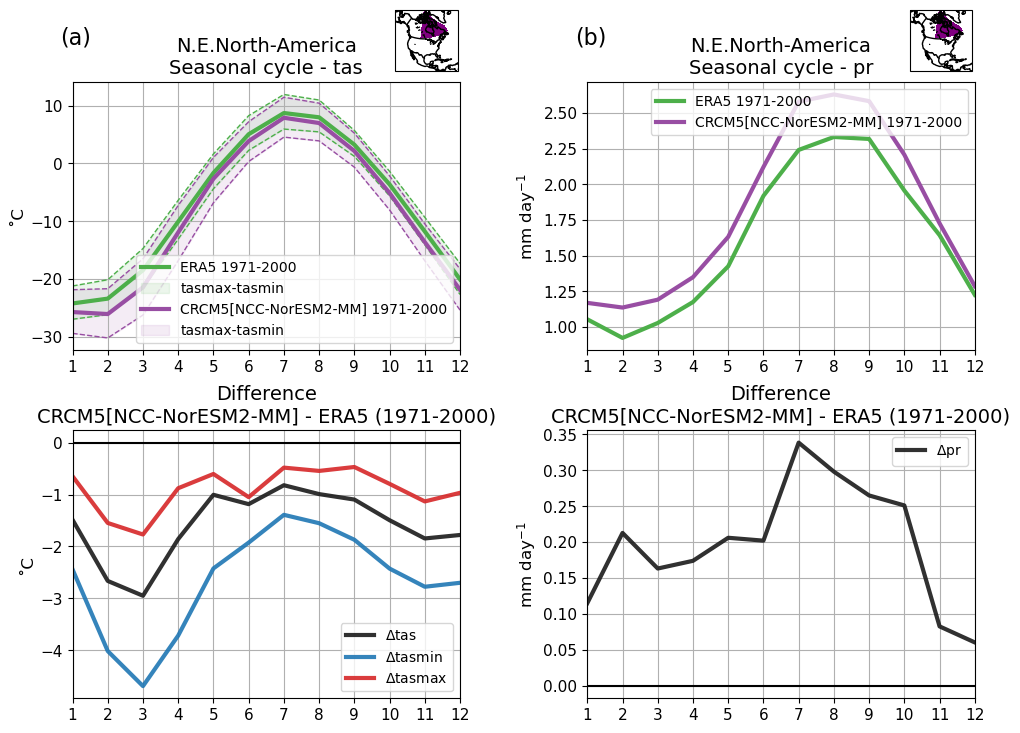 (a)
N.E.North-America
Seasonal cycle - tas
10
0
−10
−20
−30
˚C
ERA5 1971-2000
tasmax-tasmin
CRCM5[NCC-NorESM2-MM] 1971-2000
tasmax-tasmin
1 2 3 4 5 6 7 8 9 10 11 12
(b)
N.E.North-America
Seasonal cycle - pr
2.50
2.25
2.00
1.75
1.50
1.25
1.00
mm day⁻¹
ERA5 1971-2000
CRCM5[NCC-NorESM2-MM] 1971-2000
1 2 3 4 5 6 7 8 9 10 11 12
Difference
CRCM5[NCC-NorESM2-MM] - ERA5 (1971-2000)
0
−1
−2
−3
−4
˚C
Δtas
Δtasmin
Δtasmax
1 2 3 4 5 6 7 8 9 10 11 12
Difference
CRCM5[NCC-NorESM2-MM] - ERA5 (1971-2000)
0.35
0.30
0.25
0.20
0.15
0.10
0.05
0.00
mm day⁻¹
Δpr
1 2 3 4 5 6 7 8 9 10 11 12